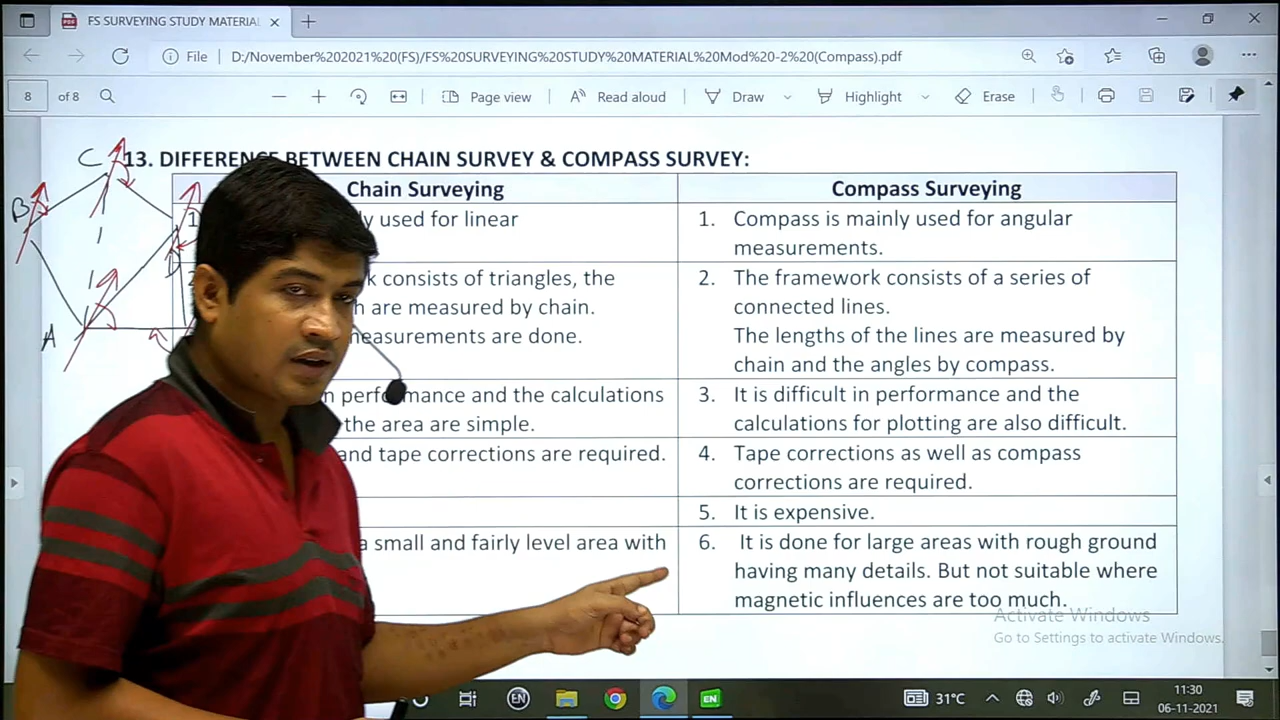 FS SURVEYING STUDY MATERIAL
File D:/November%202021%20(FS)/FS%20SURVEYING%20STUDY%20MATERIAL%20Mod%20-2%20(Compass).pdf
8 of 8 Page view Read aloud Draw Highlight Erase
13. DIFFERENCE BETWEEN CHAIN SURVEY & COMPASS SURVEY:
Chain Surveying
used for linear
consists of triangles, the
are measured by chain.
measurements are done.
performance and the calculations
the area are simple.
and tape corrections are required.
a small and fairly level area with
Compass Surveying
1. Compass is mainly used for angular
measurements.
2. The framework consists of a series of
connected lines.
The lengths of the lines are measured by
chain and the angles by compass.
3. It is difficult in performance and the
calculations for plotting are also difficult.
4. Tape corrections as well as compass
corrections are required.
5. It is expensive.
6. It is done for large areas with rough ground
having many details. But not suitable where
magnetic influences are too much.
C
B
A
D
Activate Windows
Go to Settings to activate Windows.
EN
EN
31°C
11:30
06-11-2021